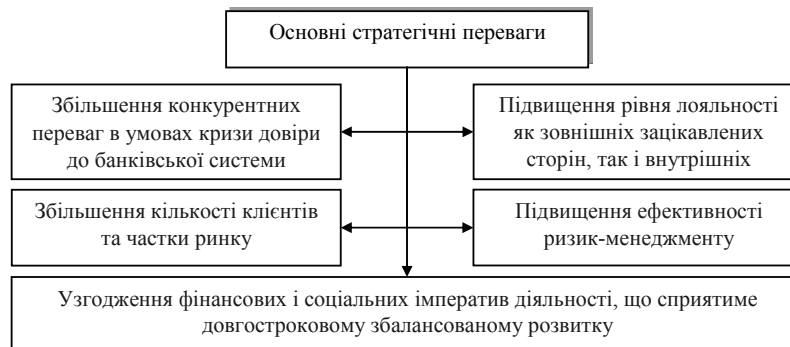 Основні стратегічні переваги
Збільшення конкурентних
переваг в умовах кризи довіри
до банківської системи
Підвищення рівня лояльності
як зовнішніх зацікавлених
сторін, так і внутрішніх
Збільшення кількості клієнтів
та частки ринку
Підвищення ефективності
ризик-менеджменту
Узгодження фінансових і соціальних імператив діяльності, що сприятиме
довгостроковому збалансованому розвитку